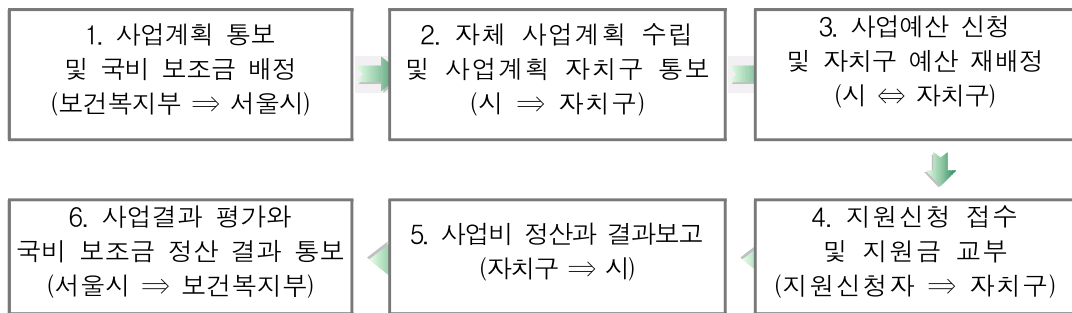 1. 사업계획 통보
및 국비 보조금 배정
(보건복지부 ⇒ 서울시)
2. 자체 사업계획 수립
및 사업계획 자치구 통보
(시 ⇒ 자치구)
3. 사업예산 신청
및 자치구 예산 재배정
(시 ⇔ 자치구)
4. 지원신청 접수
및 지원금 교부
(지원신청자 ⇒ 자치구)
5. 사업비 정산과 결과보고
(자치구 ⇒ 시)
6. 사업결과 평가와
국비 보조금 정산 결과 통보
(서울시 ⇒ 보건복지부)